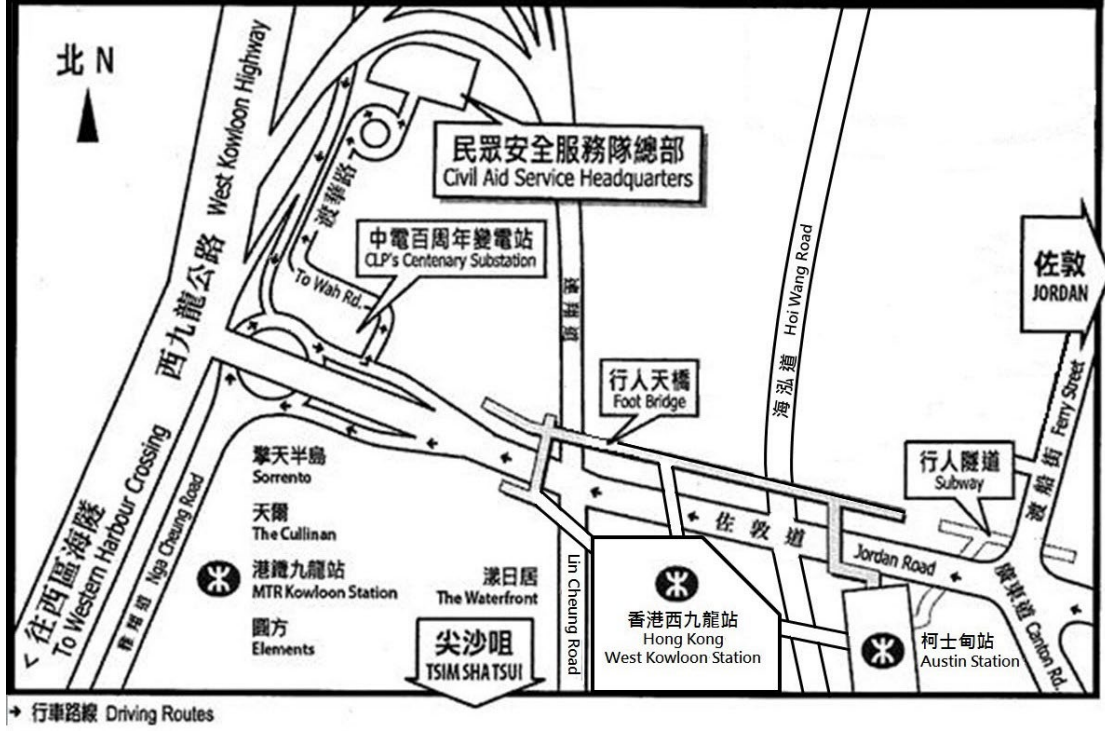 北 N
西九龍公路 West Kowloon Highway
民眾安全服務隊總部
Civil Aid Service Headquarters
渡華路
中電百周年變電站
CLP's Centenary Substation
To Wah Rd.
連翔道
海泓道 Hoi Wang Road
佐敦
JORDAN
行人天橋
Foot Bridge
行人隧道
Subway
渡船街 Ferry Street
往西區海隧
To Western Harbour Crossing
雅翔道 Nga Cheung Road
擎天半島
Sorrento
天爾
The Cullinan
港鐵九龍站
MTR Kowloon Station
圓方
Elements
漾日居
The Waterfront
尖沙咀
TSIM SHA TSUI
Lin Cheung Road
佐敦道
Jordan Road
廣東道 Canton Rd.
香港西九龍站
Hong Kong
West Kowloon Station
柯士甸站
Austin Station
→ 行車路線 Driving Routes